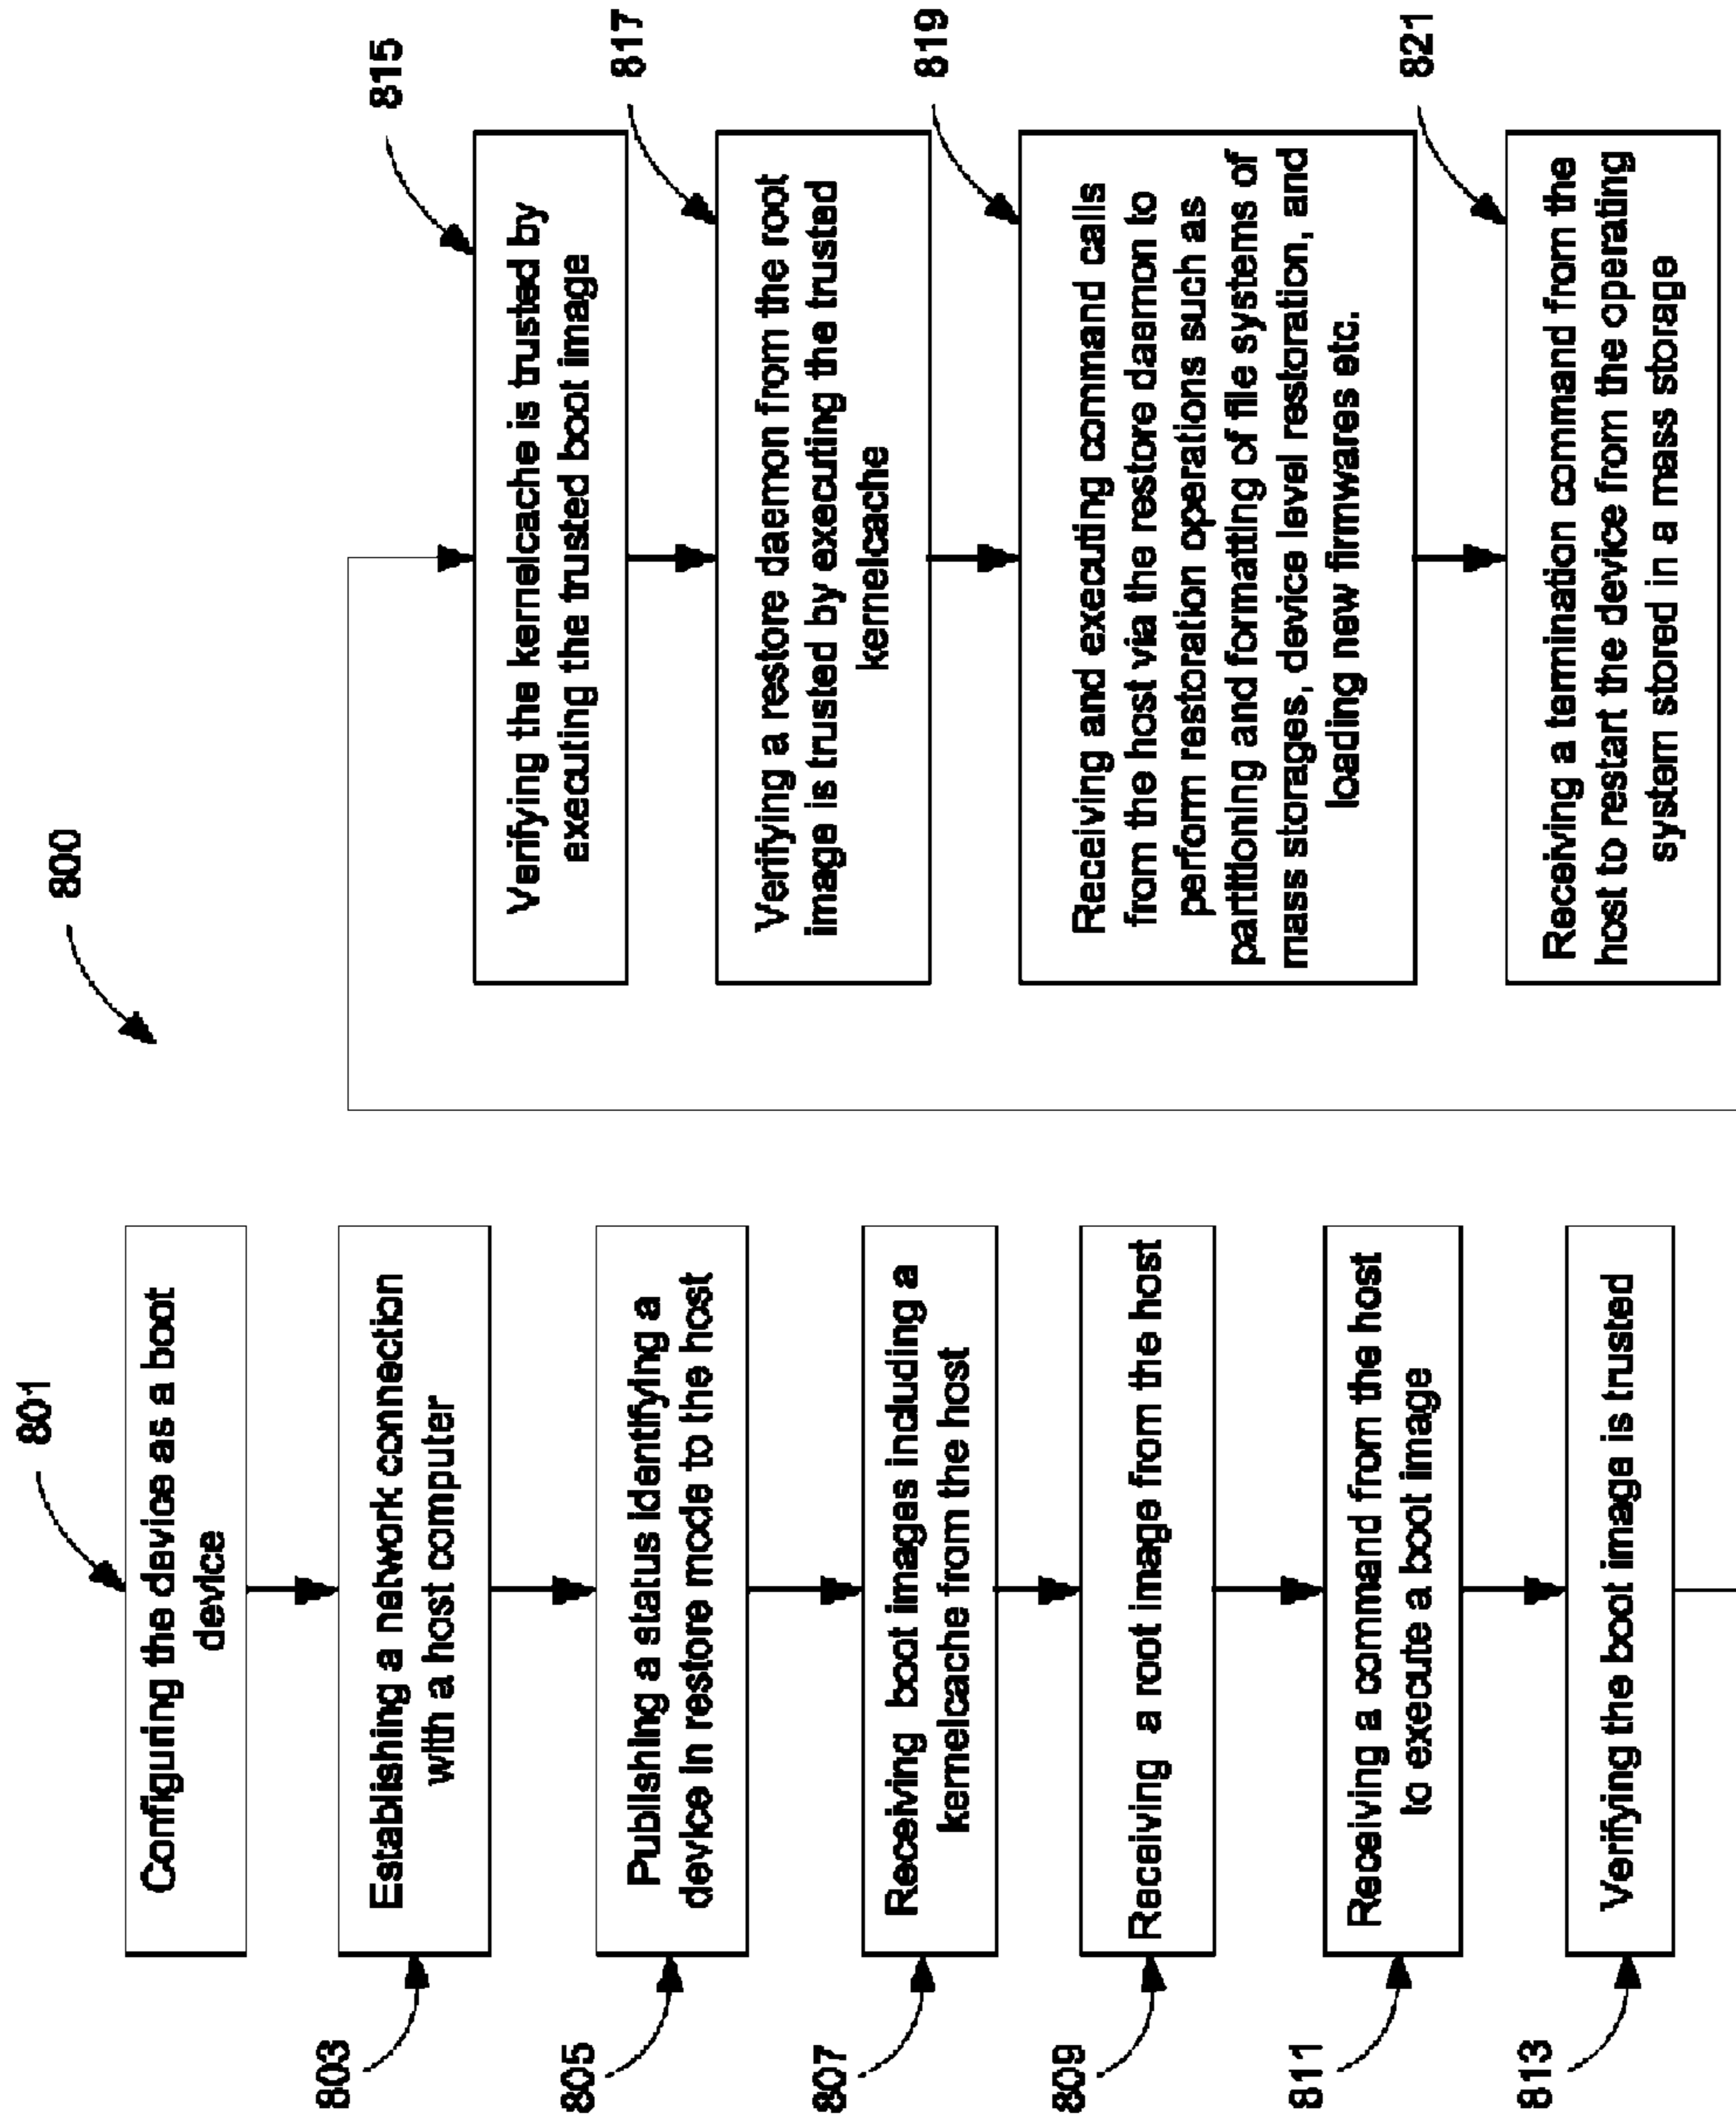 800
801
Configuring the device as a boot
device
803
Establishing a network connection
with a host computer
805
Publishing a status identifying a
device in restore mode to the host
807
Receiving boot images including a
kernelcache from the host
809
Receiving a root image from the host
811
Receiving a command from the host
to execute a boot image
813
Verifying the boot image is trusted
815
Verifying the kernelcache is trusted by
executing the trusted boot image
817
Verifying a restore daemon from the root
image is trusted by executing the trusted
kernelcache
819
Receiving and executing command calls
from the host via the restore daemon to
perform restoration operations such as
partitioning and formatting of file systems of
mass storages, device level restoration, and
loading new firmwares etc.
821
Receiving a termination command from the
host to restart the device from the operating
system stored in a mass storage